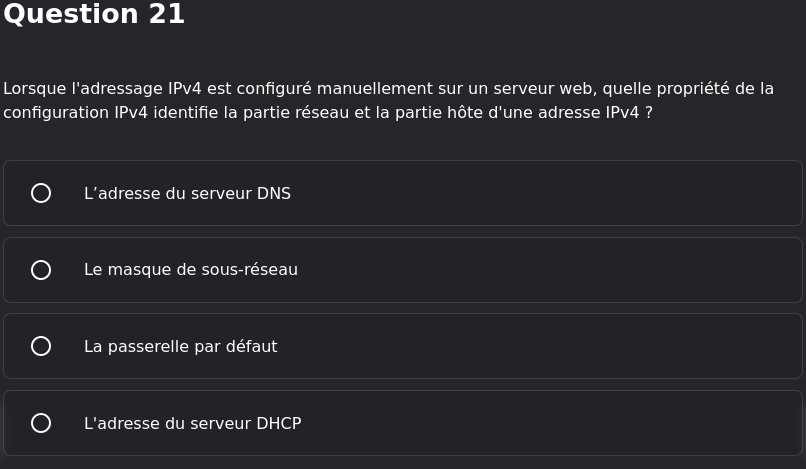 Question 21
Lorsque l'adressage IPv4 est configuré manuellement sur un serveur web, quelle propriété de la
configuration IPv4 identifie la partie réseau et la partie hôte d'une adresse IPv4 ?
L’adresse du serveur DNS
Le masque de sous-réseau
La passerelle par défaut
L'adresse du serveur DHCP